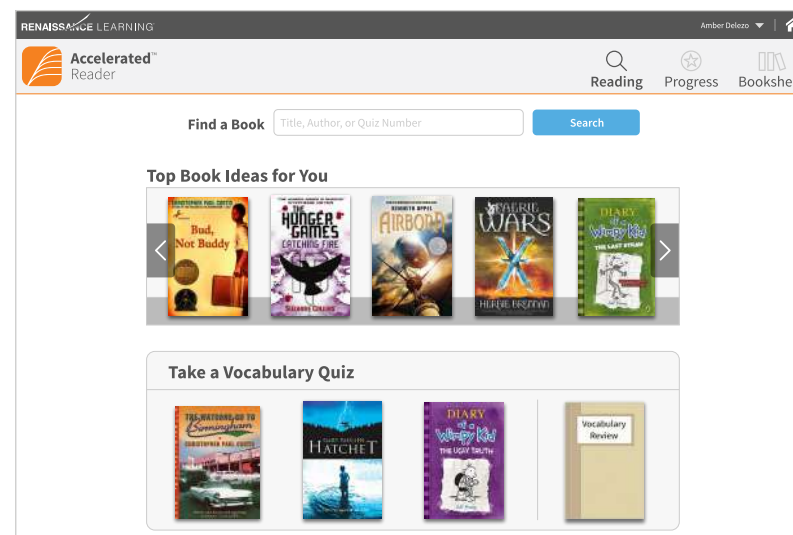 RENAISSANCE LEARNING
Amber Delezo
Accelerated™
Reader
Reading
Progress
Bookshe
Find a Book
Title, Author, or Quiz Number
Search
Top Book Ideas for You
CHRISTOPHER PAUL CURTIS
Bud,
Not Buddy
THE
HUNGER
GAMES
CATCHING FIRE
SUZANNE COLLINS
KENNETH OPPEL
AIRBORN
FAERIE
WARS
HERBIE BRENNAN
DIARY
of a
Wimpy Kid
THE LAST STRAW
Take a Vocabulary Quiz
THE WATSONS GO TO
Birmingham
CHRISTOPHER PAUL CURTIS
GARY PAULSEN
HATCHET
DIARY
of a
Wimpy Kid
THE UGLY TRUTH
Vocabulary
Review